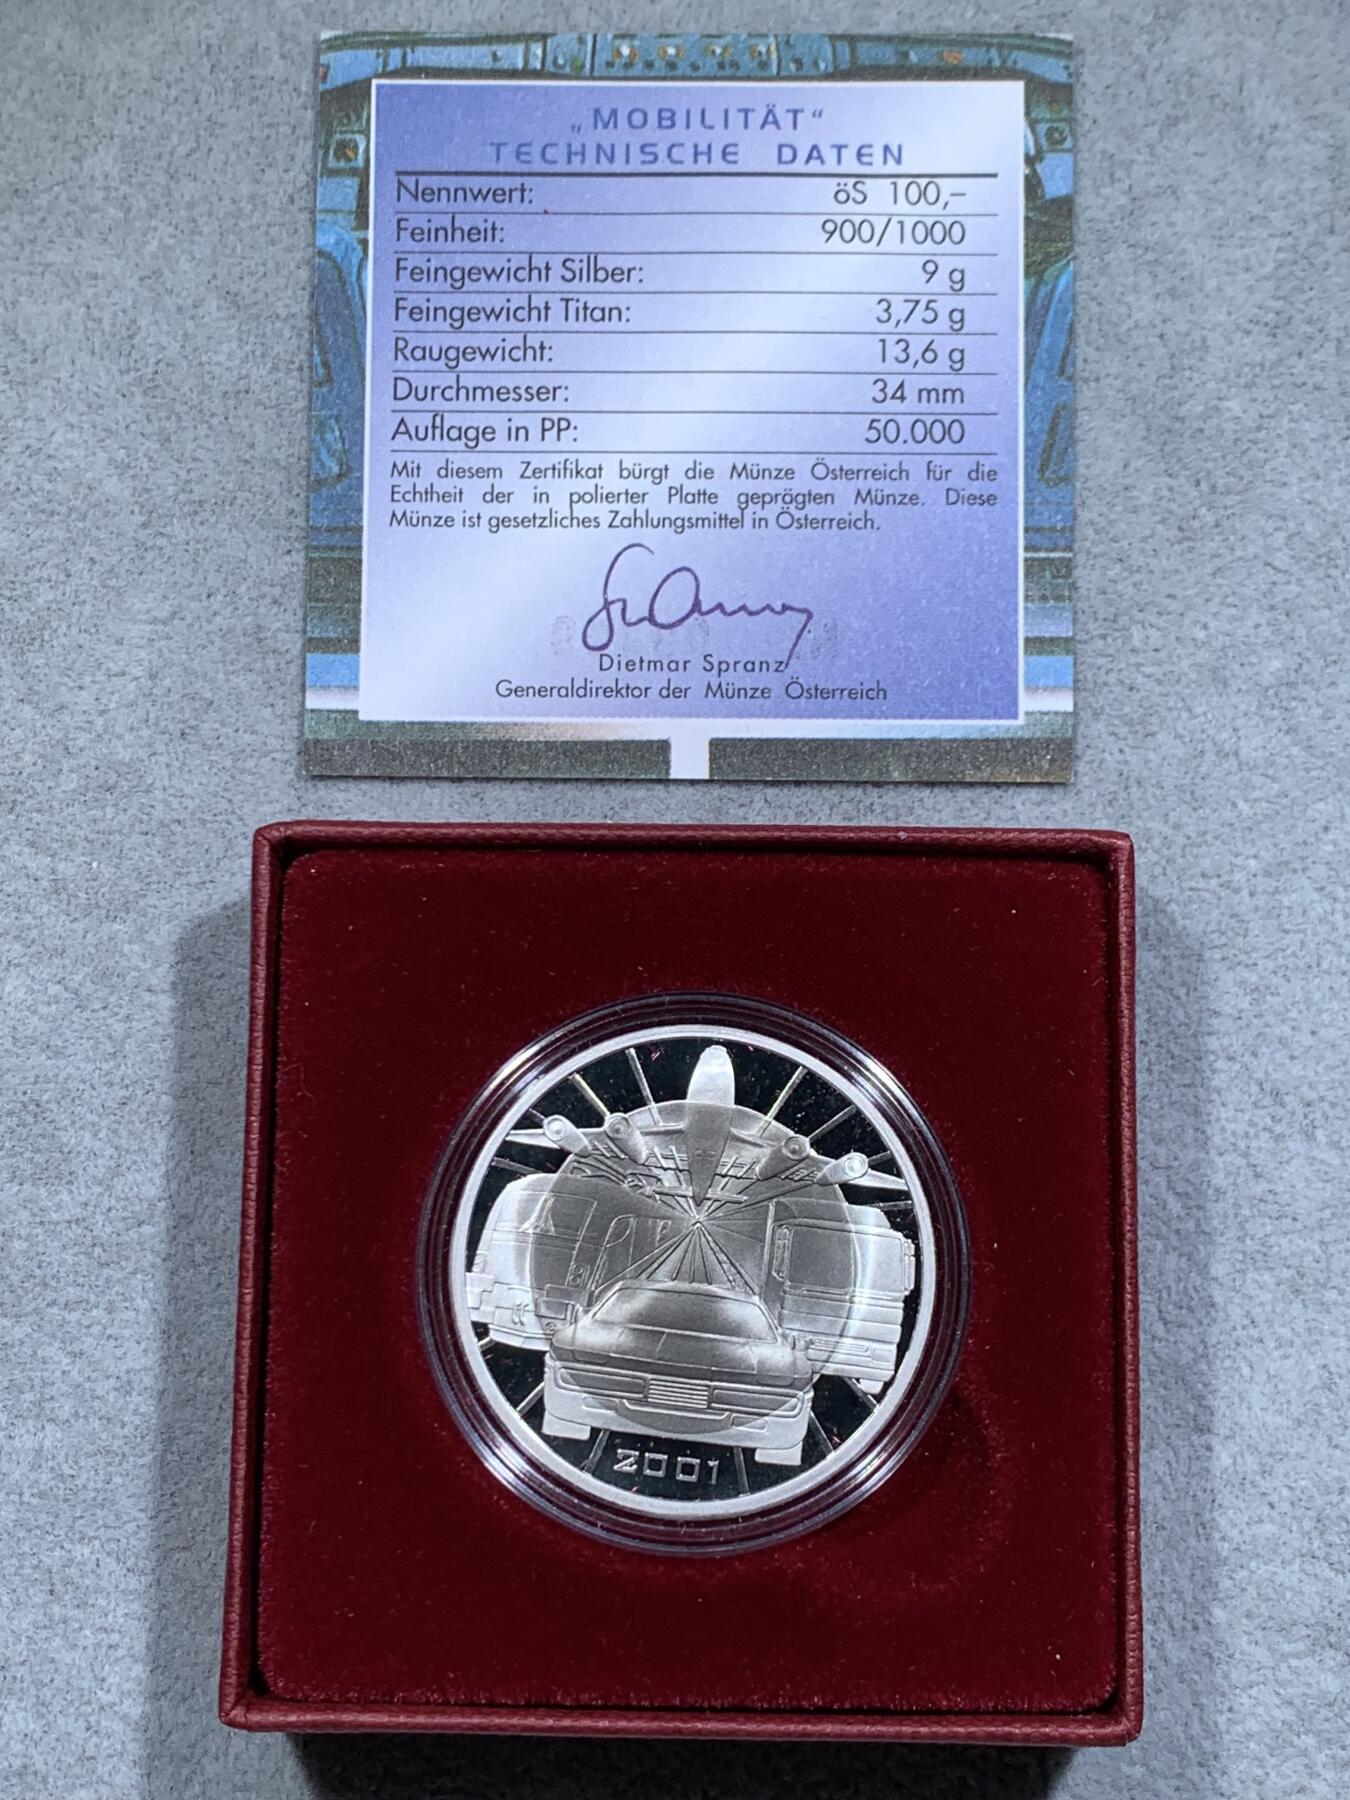 „MOBILITÄT“
TECHNISCHE DATEN
Nennwert: öS 100,–
Feinheit: 900/1000
Feingewicht Silber: 9 g
Feingewicht Titan: 3,75 g
Raugewicht: 13,6 g
Durchmesser: 34 mm
Auflage in PP: 50.000
Mit diesem Zertifikat bürgt die Münze Österreich für die
Echtheit der in polierter Platte geprägten Münze. Diese
Münze ist gesetzliches Zahlungsmittel in Österreich.
Dietmar Spranz
Generaldirektor der Münze Österreich
2001